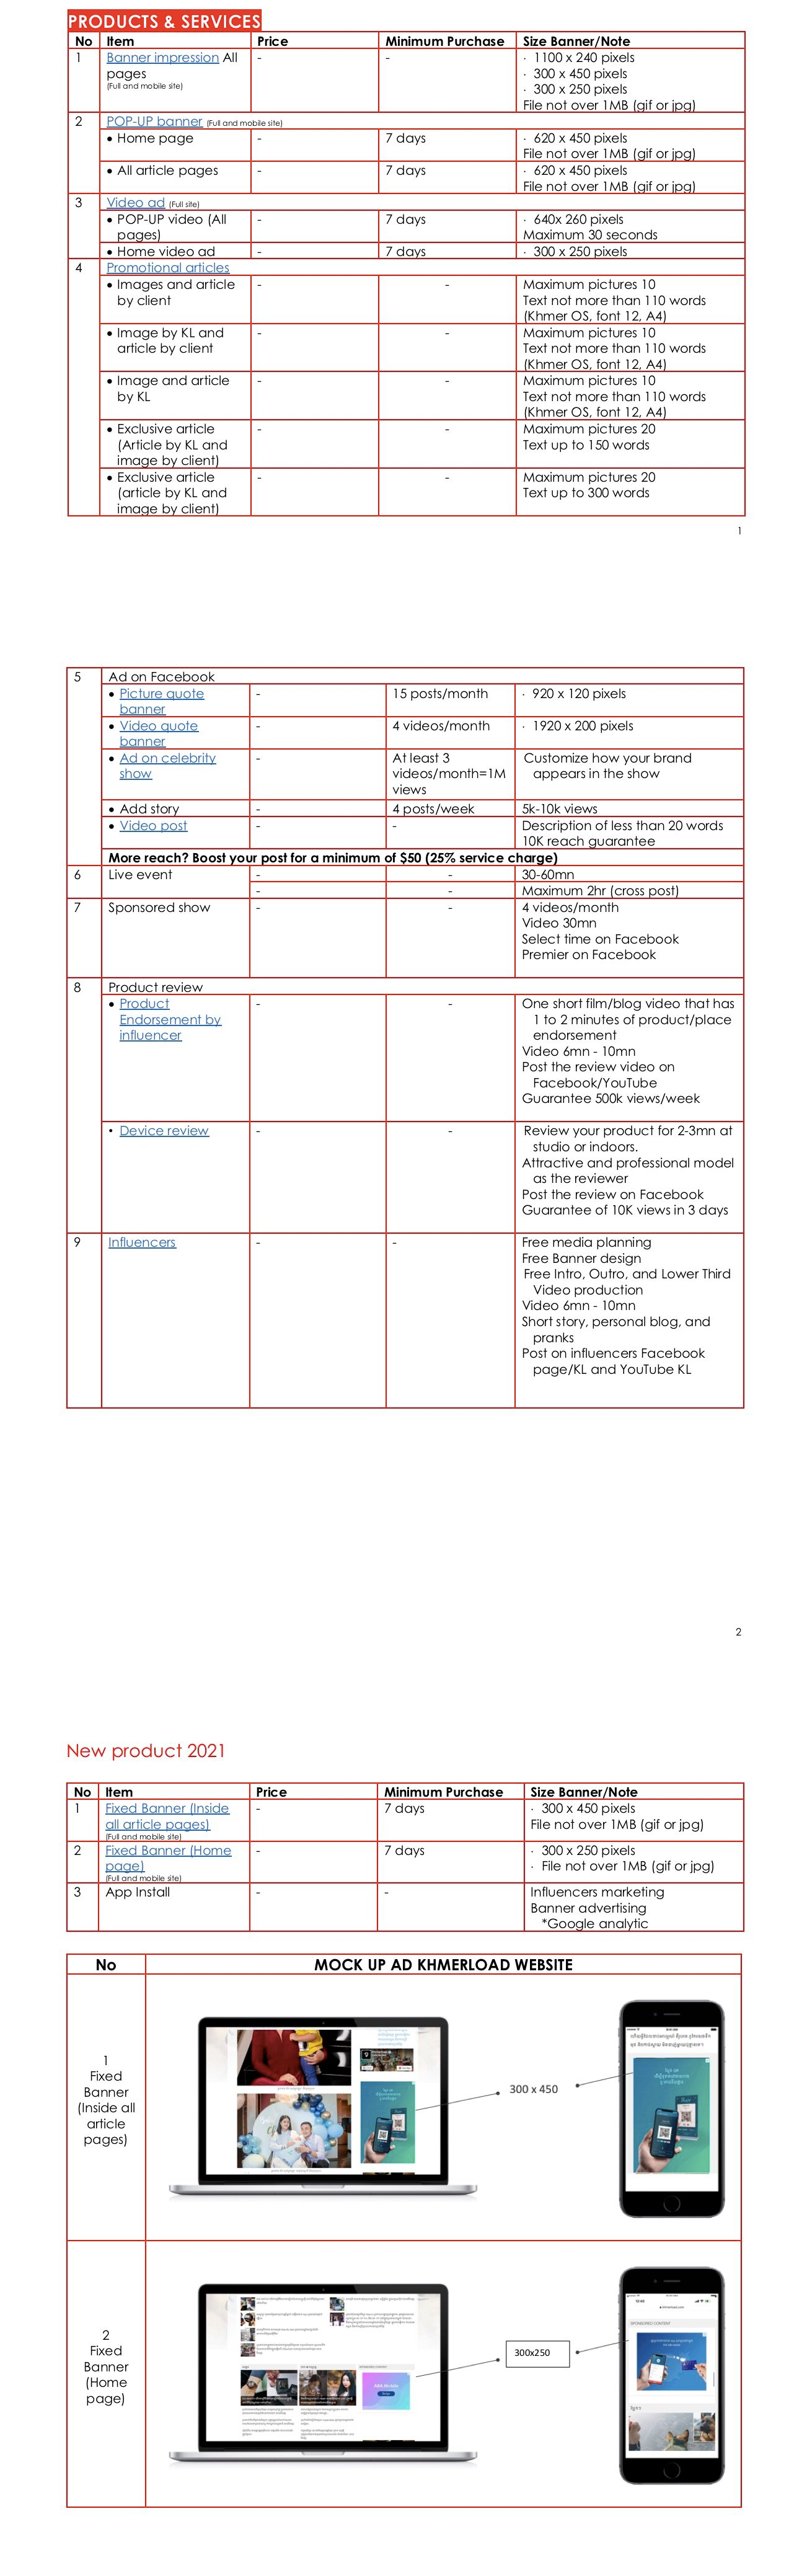 PRODUCTS & SERVICES
No Item Price Minimum Purchase Size Banner/Note
1 Banner impression All - - · 1100 x 240 pixels
pages · 300 x 450 pixels
(Full and mobile site) · 300 x 250 pixels
File not over 1MB (gif or jpg)
2 POP-UP banner (Full and mobile site)
• Home page - 7 days · 620 x 450 pixels
File not over 1MB (gif or jpg)
• All article pages - 7 days · 620 x 450 pixels
File not over 1MB (gif or jpg)
3 Video ad (Full site)
• POP-UP video (All - 7 days · 640x 260 pixels
pages) Maximum 30 seconds
• Home video ad - 7 days · 300 x 250 pixels
4 Promotional articles
• Images and article - - Maximum pictures 10
by client Text not more than 110 words
(Khmer OS, font 12, A4)
• Image by KL and - - Maximum pictures 10
article by client Text not more than 110 words
(Khmer OS, font 12, A4)
• Image and article - - Maximum pictures 10
by KL Text not more than 110 words
(Khmer OS, font 12, A4)
• Exclusive article - - Maximum pictures 20
(Article by KL and Text up to 150 words
image by client)
• Exclusive article - - Maximum pictures 20
(article by KL and Text up to 300 words
image by client)
1
5 Ad on Facebook
• Picture quote - 15 posts/month · 920 x 120 pixels
banner
• Video quote - 4 videos/month · 1920 x 200 pixels
banner
• Ad on celebrity - At least 3 Customize how your brand
show videos/month=1M appears in the show
views
• Add story - 4 posts/week 5k-10k views
• Video post - - Description of less than 20 words
10K reach guarantee
More reach? Boost your post for a minimum of $50 (25% service charge)
6 Live event - - 30-60mn
- - Maximum 2hr (cross post)
7 Sponsored show - - 4 videos/month
Video 30mn
Select time on Facebook
Premier on Facebook
8 Product review
• Product - - One short film/blog video that has
Endorsement by 1 to 2 minutes of product/place
influencer endorsement
Video 6mn - 10mn
Post the review video on
Facebook/YouTube
Guarantee 500k views/week
• Device review - - Review your product for 2-3mn at
studio or indoors.
Attractive and professional model
as the reviewer
Post the review on Facebook
Guarantee of 10K views in 3 days
9 Influencers - - Free media planning
Free Banner design
Free Intro, Outro, and Lower Third
Video production
Video 6mn - 10mn
Short story, personal blog, and
pranks
Post on influencers Facebook
page/KL and YouTube KL
2
New product 2021
No Item Price Minimum Purchase Size Banner/Note
1 Fixed Banner (Inside - 7 days · 300 x 450 pixels
all article pages) File not over 1MB (gif or jpg)
(Full and mobile site)
2 Fixed Banner (Home - 7 days · 300 x 250 pixels
page) · File not over 1MB (gif or jpg)
(Full and mobile site)
3 App Install - - Influencers marketing
Banner advertising
*Google analytic
No MOCK UP AD KHMERLOAD WEBSITE
1
Fixed
Banner
(Inside all
article
pages)
300 x 450
2
Fixed
Banner
(Home
page)
300x250
SPONSORED CONTENT